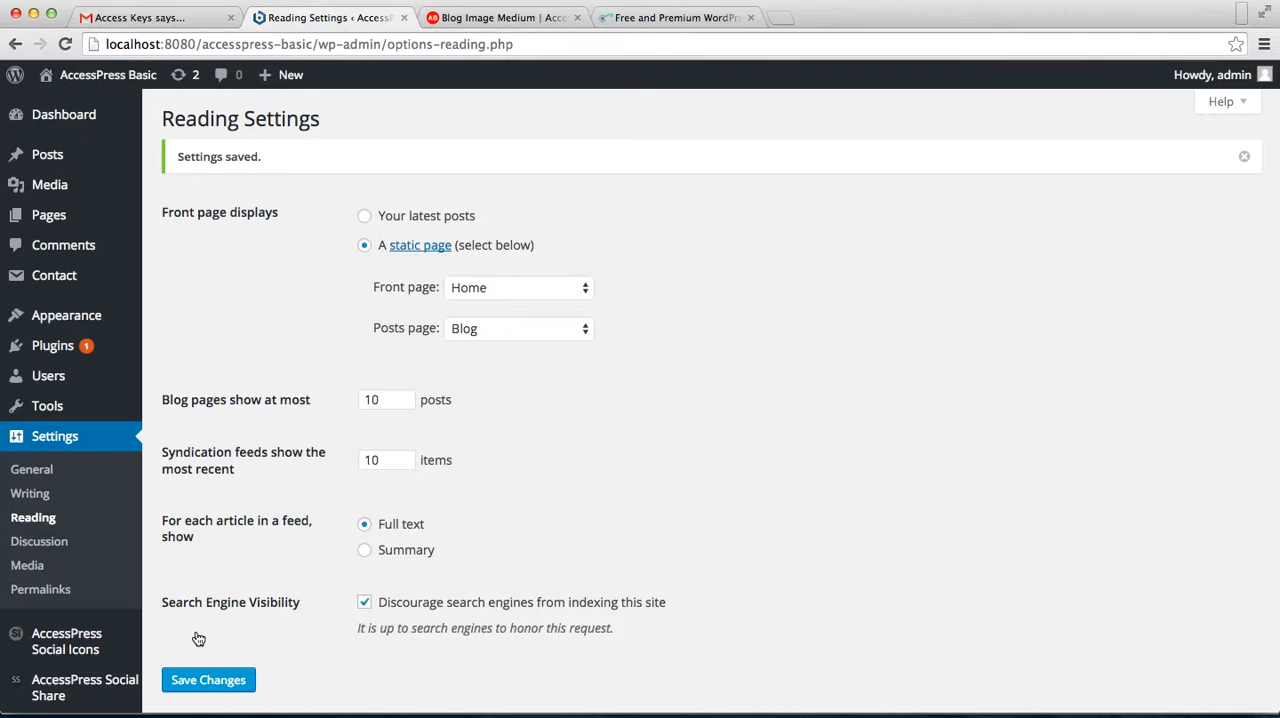 Access Keys says...
Reading Settings ‹ AccessP
Blog Image Medium | Acce
Free and Premium WordPre
localhost:8080/accesspress-basic/wp-admin/options-reading.php
AccessPress Basic
2
0
New
Howdy, admin
Help
Dashboard
Posts
Media
Pages
Comments
Contact
Appearance
Plugins 1
Users
Tools
Settings
General
Writing
Reading
Discussion
Media
Permalinks
AccessPress
Social Icons
AccessPress Social
Share
Reading Settings
Settings saved.
Front page displays
Your latest posts
A static page (select below)
Front page: Home
Posts page: Blog
Blog pages show at most 10 posts
Syndication feeds show the
most recent
10 items
For each article in a feed,
show
Full text
Summary
Search Engine Visibility
Discourage search engines from indexing this site
It is up to search engines to honor this request.
Save Changes